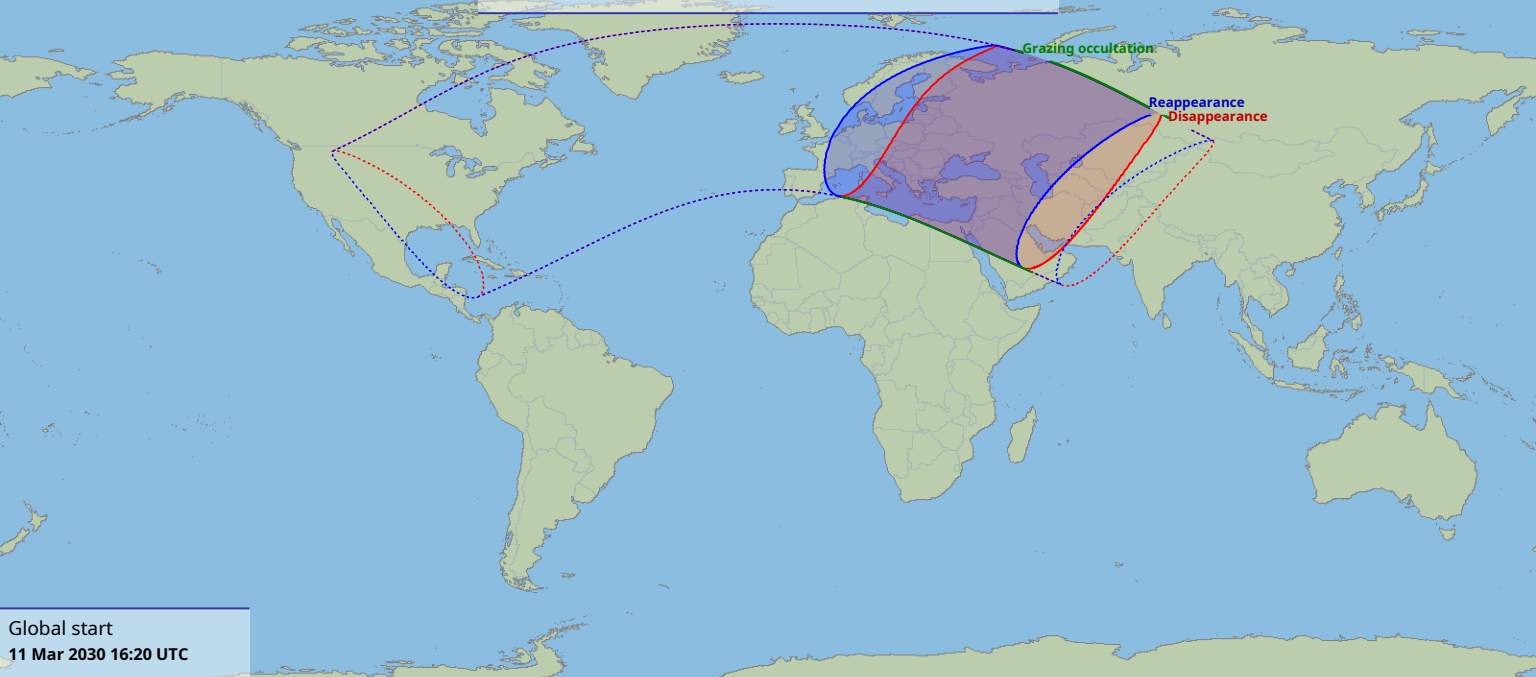 Grazing occultation
Reappearance
Disappearance
Global start
11 Mar 2030 16:20 UTC